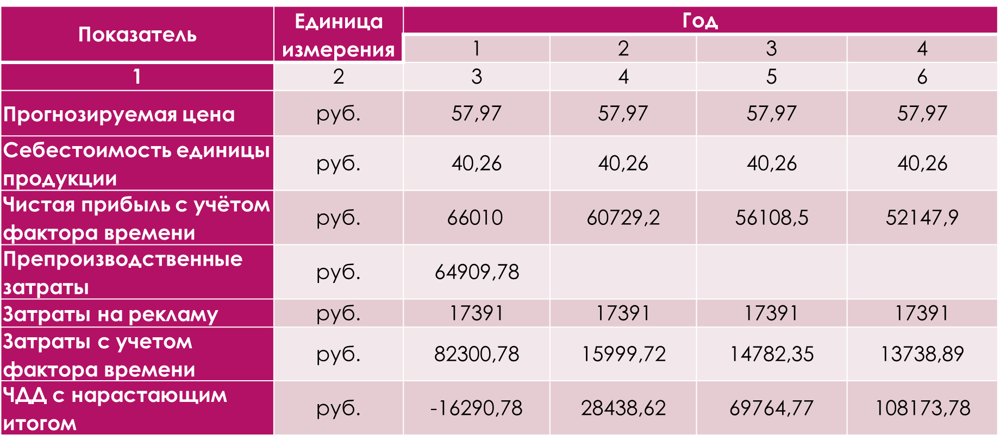 Показатель
Единица
измерения
Год
1 2 3 4
1 2 3 4 5 6
Прогнозируемая цена руб. 57,97 57,97 57,97 57,97
Себестоимость единицы
продукции
руб. 40,26 40,26 40,26 40,26
Чистая прибыль с учётом
фактора времени
руб. 66010 60729,2 56108,5 52147,9
Препроизводственные
затраты
руб. 64909,78
Затраты на рекламу руб. 17391 17391 17391 17391
Затраты с учетом
фактора времени
руб. 82300,78 15999,72 14782,35 13738,89
ЧДД с нарастающим
итогом
руб. -16290,78 28438,62 69764,77 108173,78